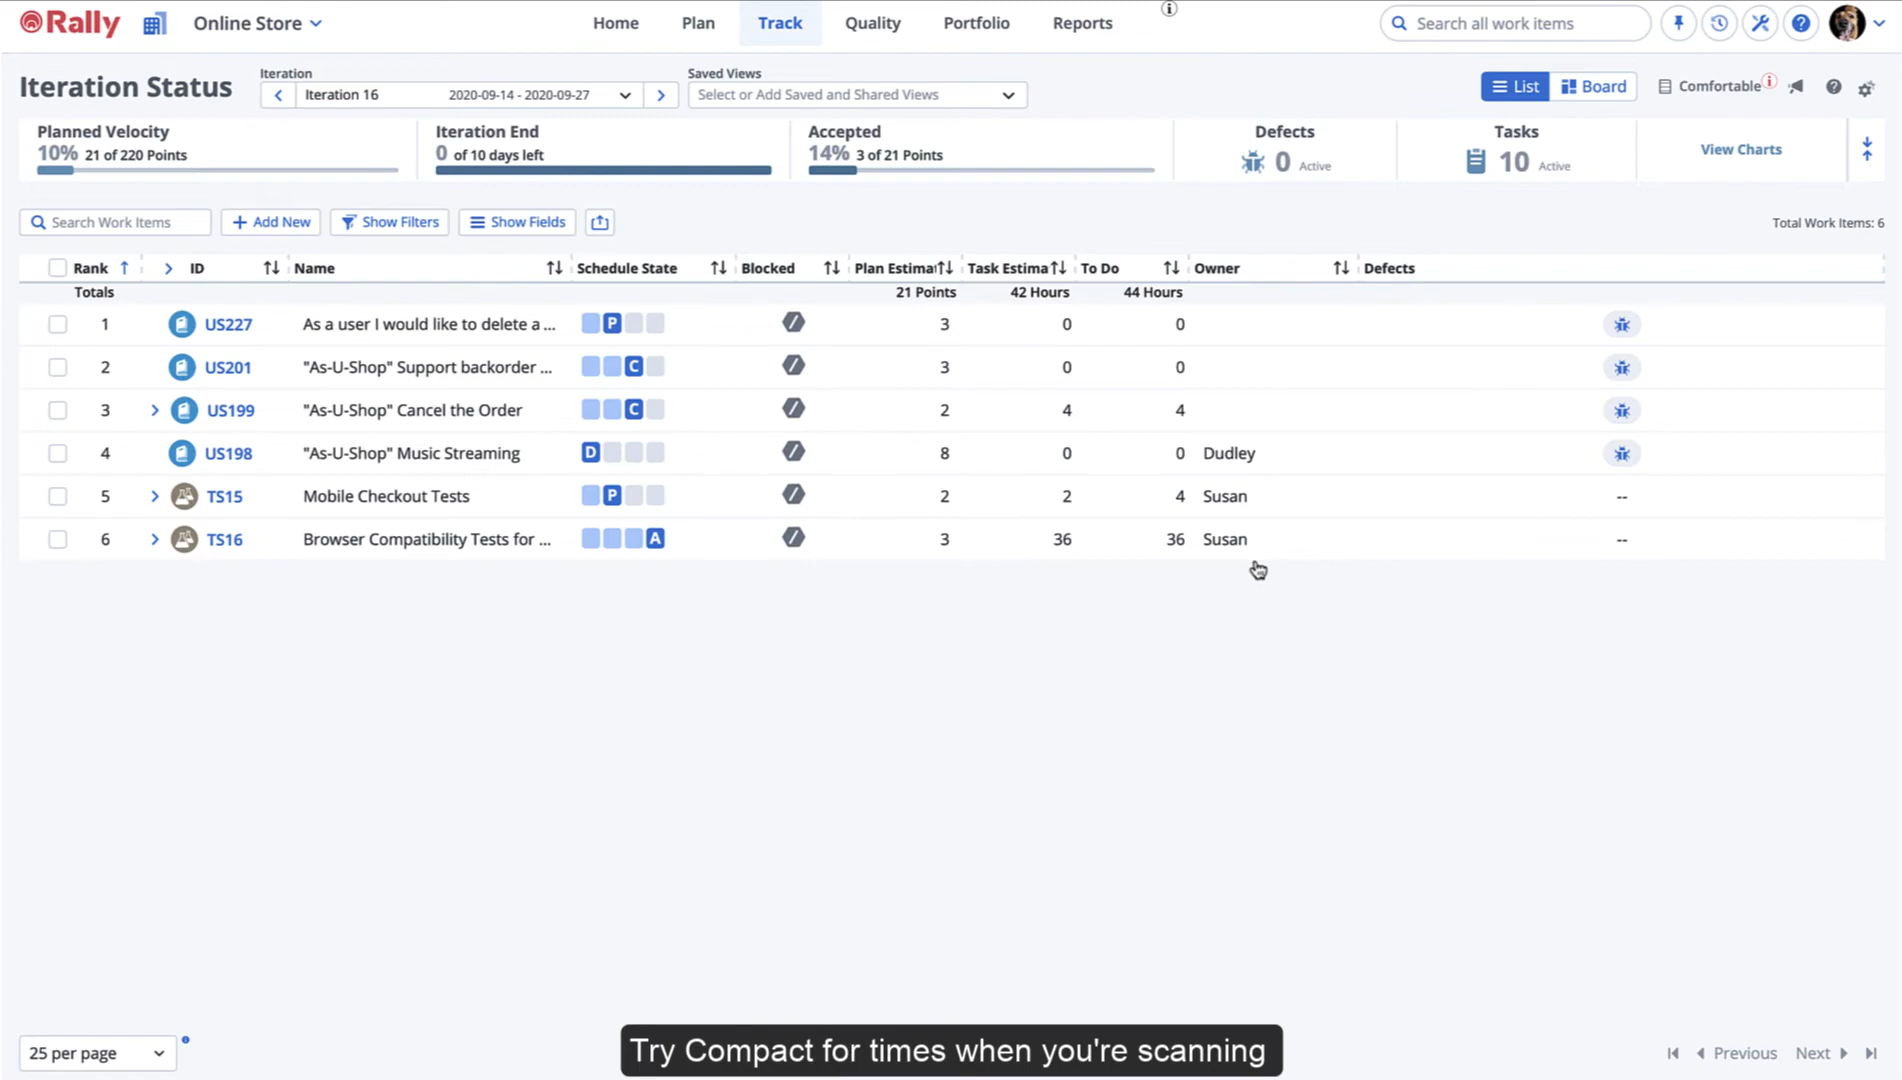 Rally Online Store Home Plan Track Quality Portfolio Reports Search all work items
Iteration Status Iteration Saved Views
Iteration 16 2020-09-14 - 2020-09-27 Select or Add Saved and Shared Views List Board Comfortable
Planned Velocity Iteration End Accepted Defects Tasks
10% 21 of 220 Points 0 of 10 days left 14% 3 of 21 Points 0 Active 10 Active View Charts
Search Work Items Add New Show Filters Show Fields Total Work Items: 6
Rank ID Name Schedule State Blocked Plan Estimat Task Estima To Do Owner Defects
Totals 21 Points 42 Hours 44 Hours
1 US227 As a user I would like to delete a ... P 3 0 0
2 US201 "As-U-Shop" Support backorder ... C 3 0 0
3 US199 "As-U-Shop" Cancel the Order C 2 4 4
4 US198 "As-U-Shop" Music Streaming D 8 0 0 Dudley
5 TS15 Mobile Checkout Tests P 2 2 4 Susan --
6 TS16 Browser Compatibility Tests for ... A 3 36 36 Susan --
25 per page Previous Next
Try Compact for times when you're scanning